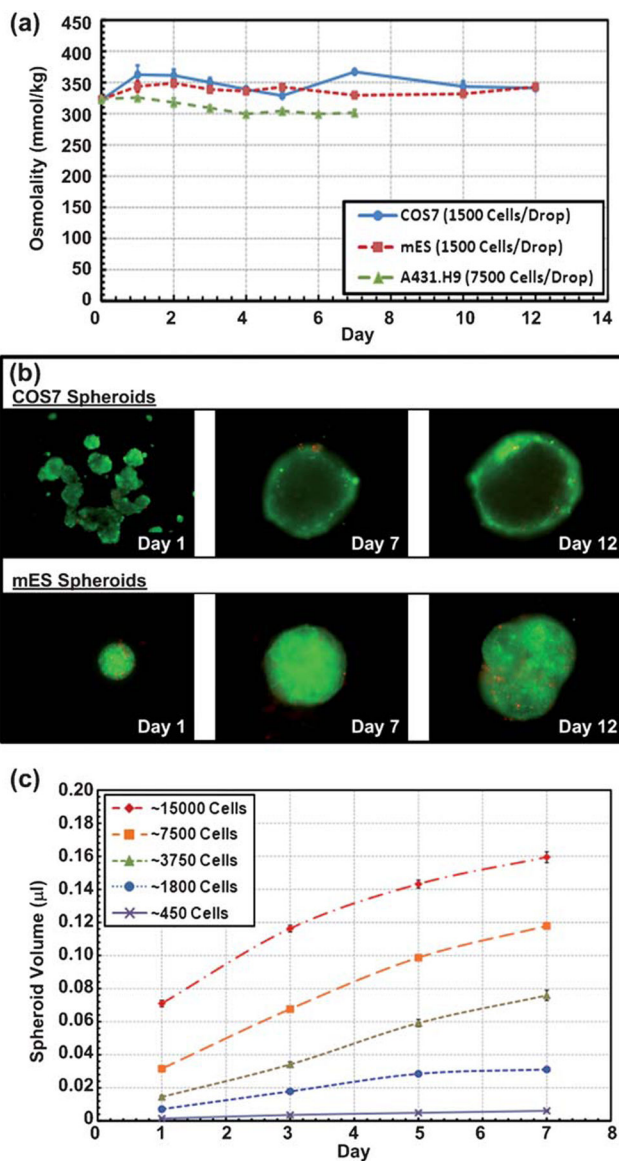 (a)
450
400
350
300
250
200
150
100
50
0
Osmolality (mmol/kg)
COS7 (1500 Cells/Drop)
mES (1500 Cells/Drop)
A431.H9 (7500 Cells/Drop)
0 2 4 6 8 10 12 14
Day
(b)
COS7 Spheroids
Day 1 Day 7 Day 12
mES Spheroids
Day 1 Day 7 Day 12
(c)
0.20
0.18
0.16
0.14
0.12
0.10
0.08
0.06
0.04
0.02
0
Spheroid Volume (µl)
~15000 Cells
~7500 Cells
~3750 Cells
~1800 Cells
~450 Cells
0 1 2 3 4 5 6 7 8
Day